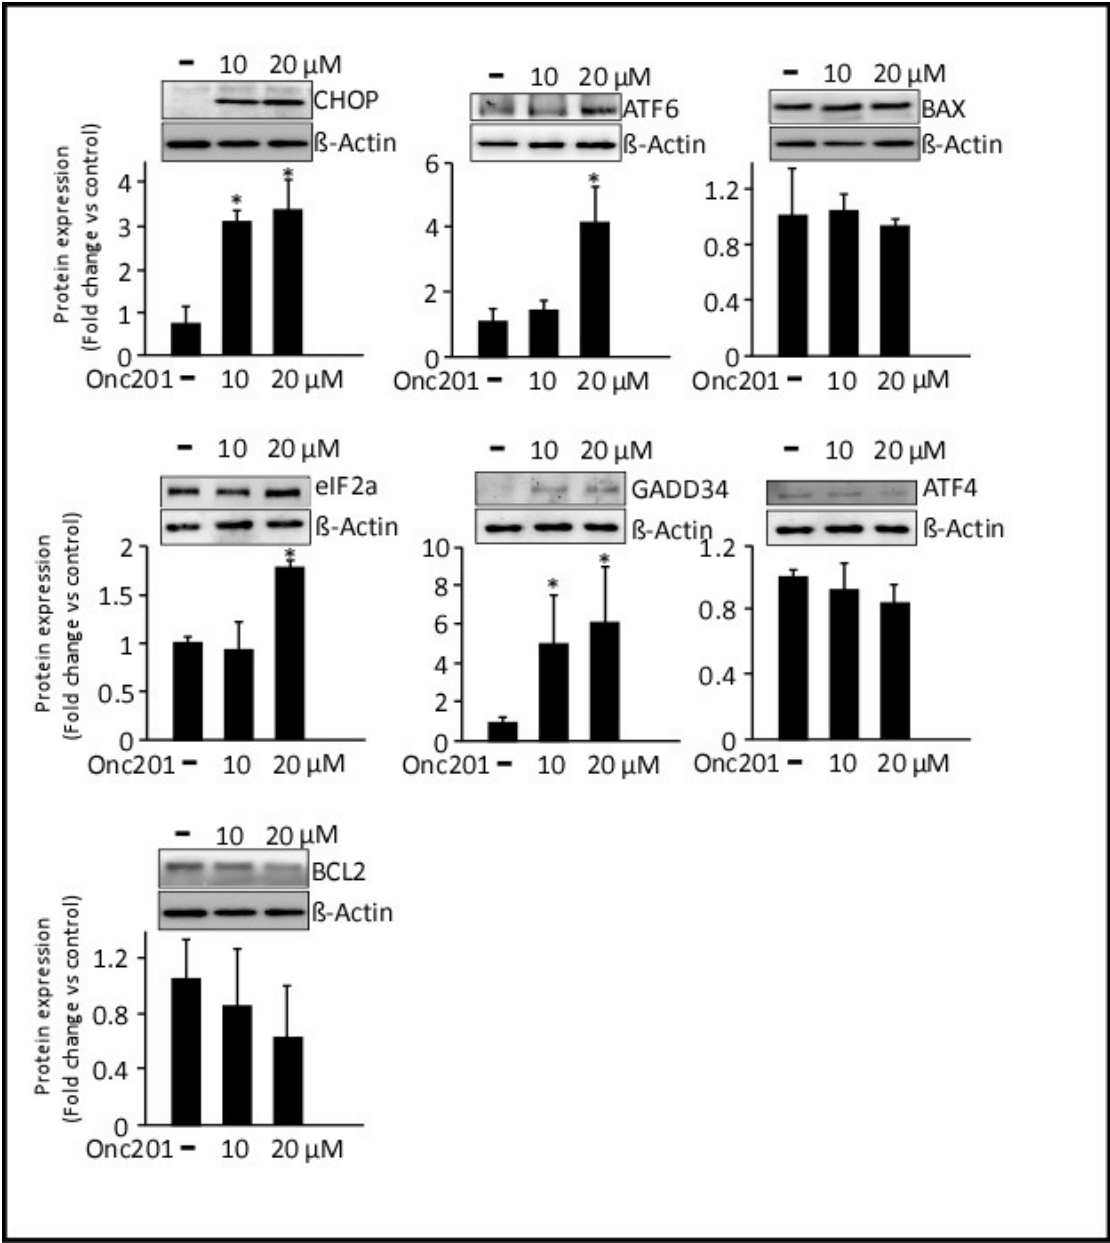 – 10 20 µM
CHOP
ß-Actin
Protein expression
(Fold change vs control)
4
3
2
1
0
* *
Onc201 – 10 20 µM
– 10 20 µM
ATF6
ß-Actin
6
4
2
0
*
Onc201 – 10 20 µM
– 10 20 µM
BAX
ß-Actin
1.2
0.8
0.4
0
Onc201 – 10 20 µM
– 10 20 µM
eIF2a
ß-Actin
Protein expression
(Fold change vs control)
2
1.5
1
0.5
0
*
Onc201 – 10 20 µM
– 10 20 µM
GADD34
ß-Actin
10
8
6
4
2
0
* *
Onc201 – 10 20 µM
– 10 20 µM
ATF4
ß-Actin
1.2
0.8
0.4
0
Onc201 – 10 20 µM
– 10 20 µM
BCL2
ß-Actin
Protein expression
(Fold change vs control)
1.2
0.8
0.4
0
Onc201 – 10 20 µM